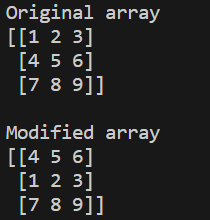 Original array
[[1 2 3]
 [4 5 6]
 [7 8 9]]

Modified array
[[4 5 6]
 [1 2 3]
 [7 8 9]]